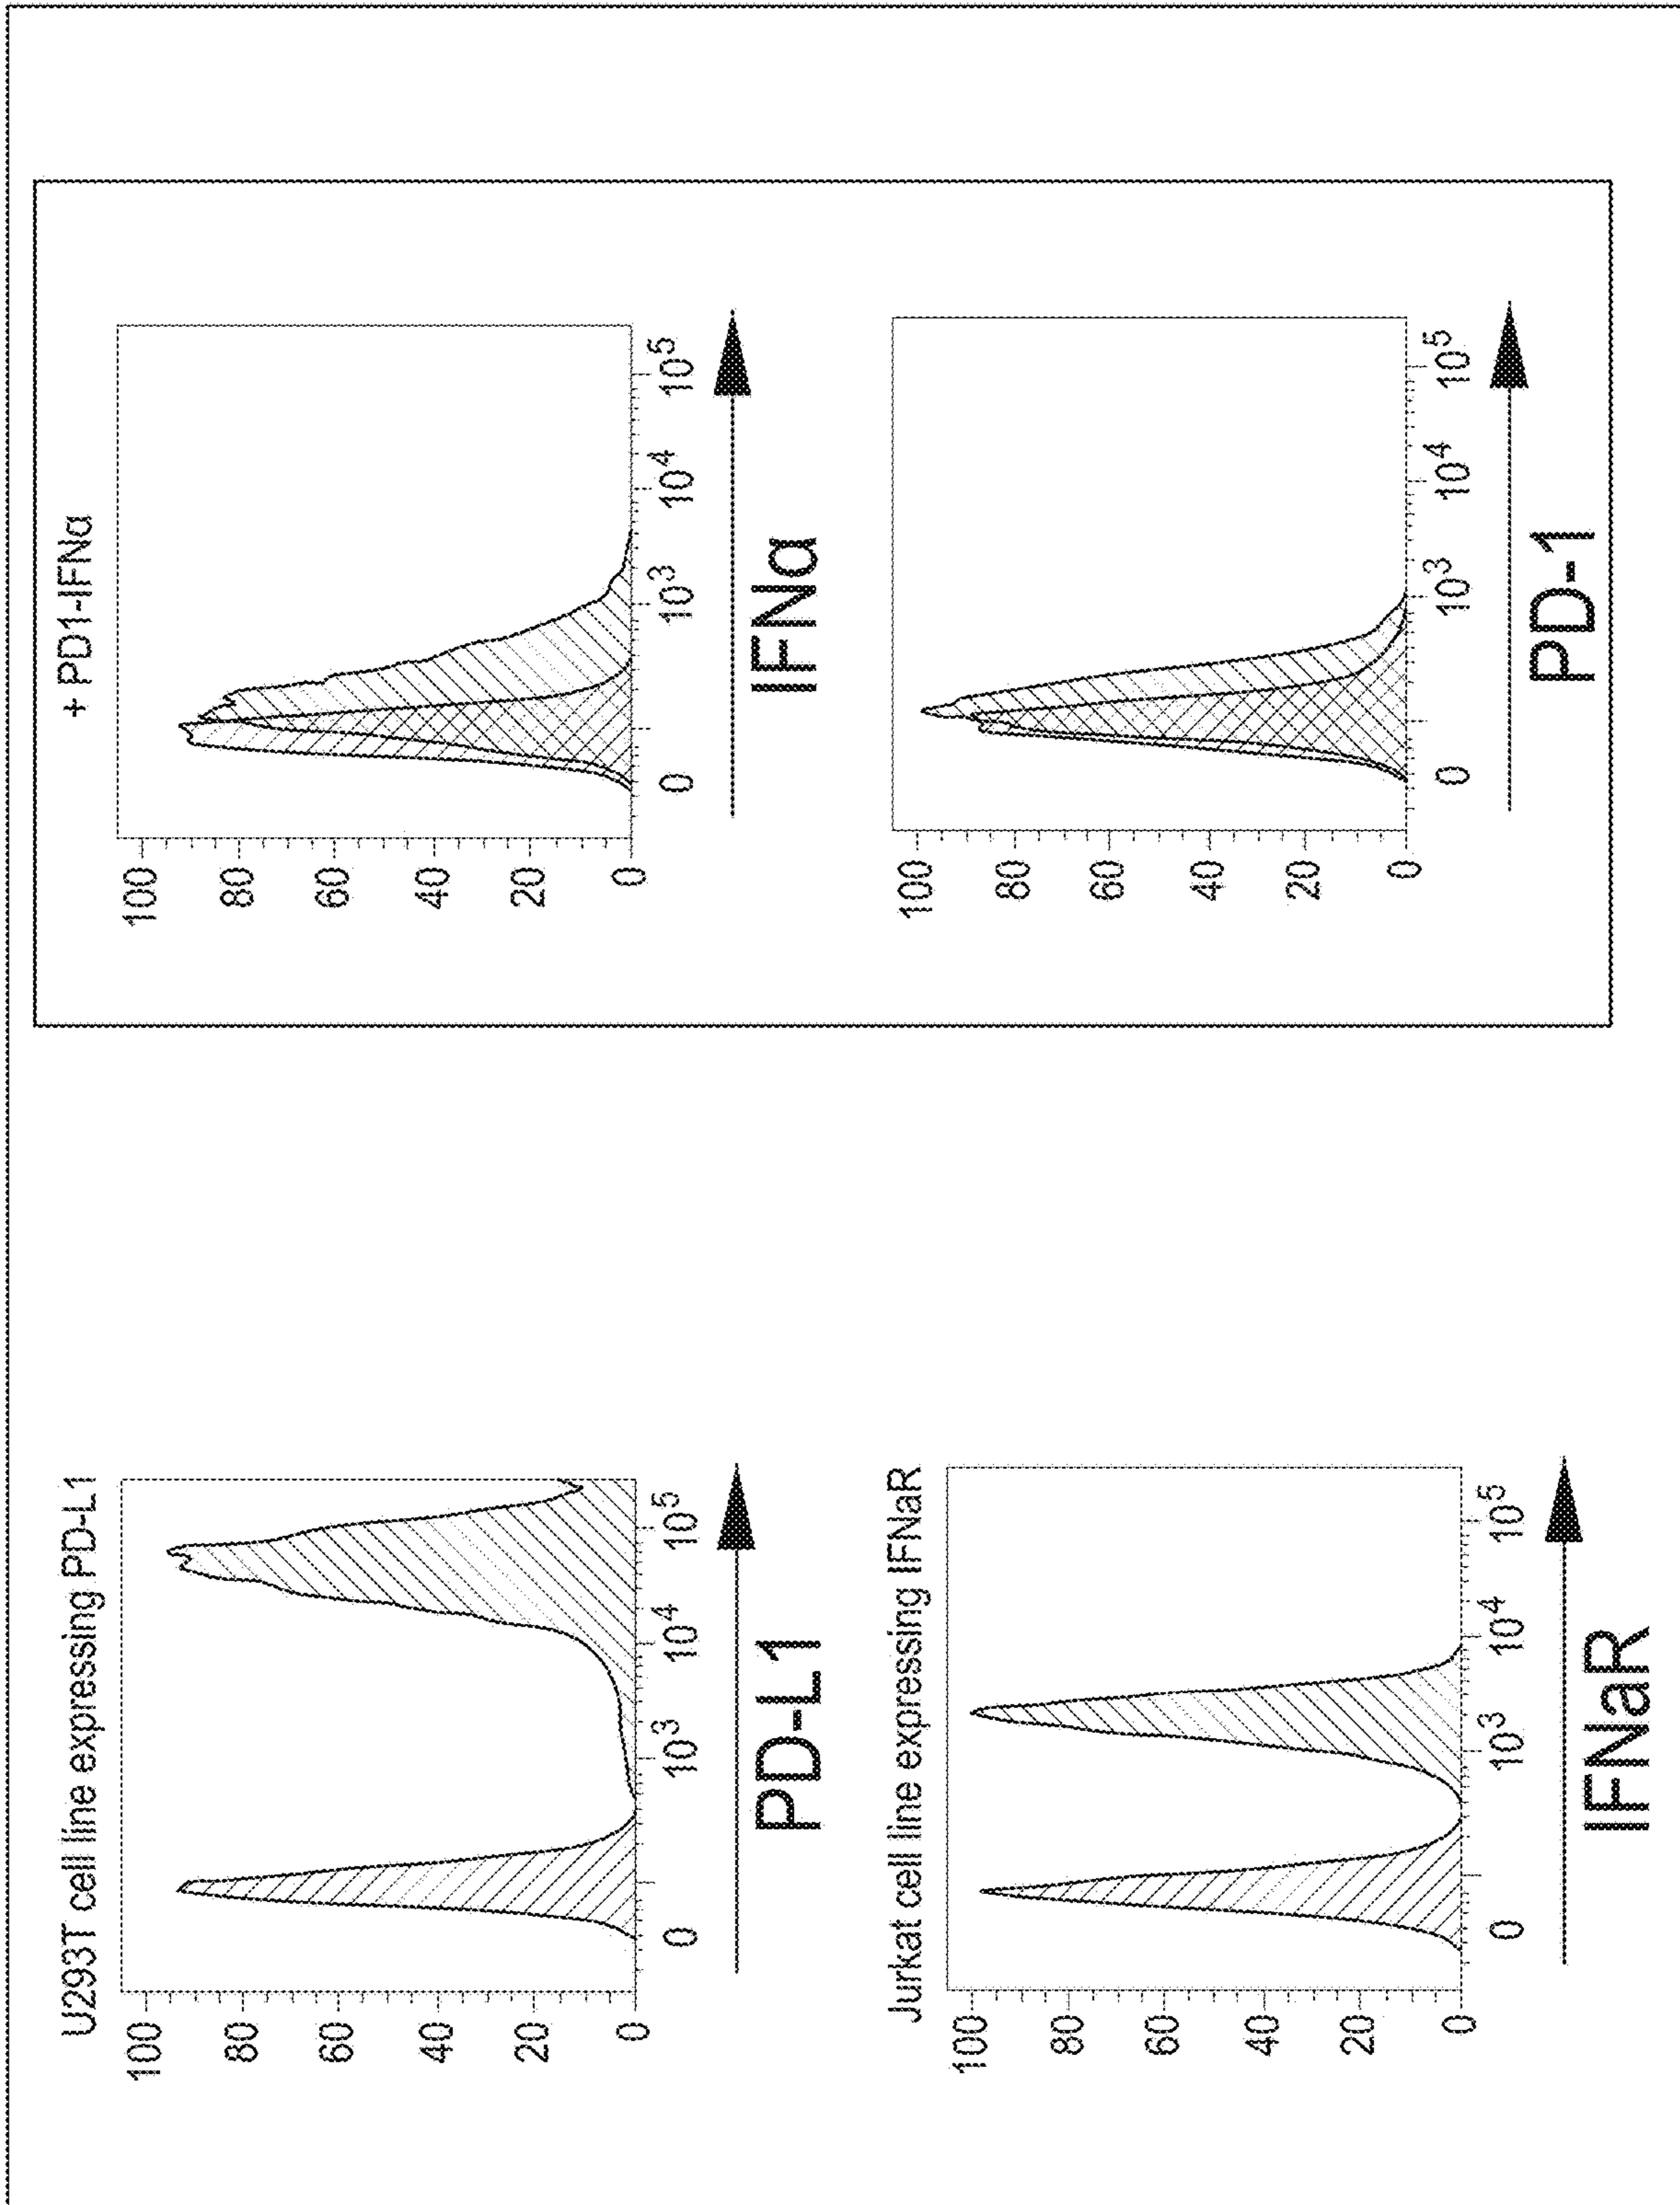 U293T cell line expressing PD-L1
100
80
60
40
20
0
0 10³ 10⁴ 10⁵
PD-L1
+ PD1-IFNα
100
80
60
40
20
0
0 10³ 10⁴ 10⁵
IFNα
Jurkat cell line expressing IFNaR
100
80
60
40
20
0
0 10³ 10⁴ 10⁵
IFNaR
100
80
60
40
20
0
0 10³ 10⁴ 10⁵
PD-1